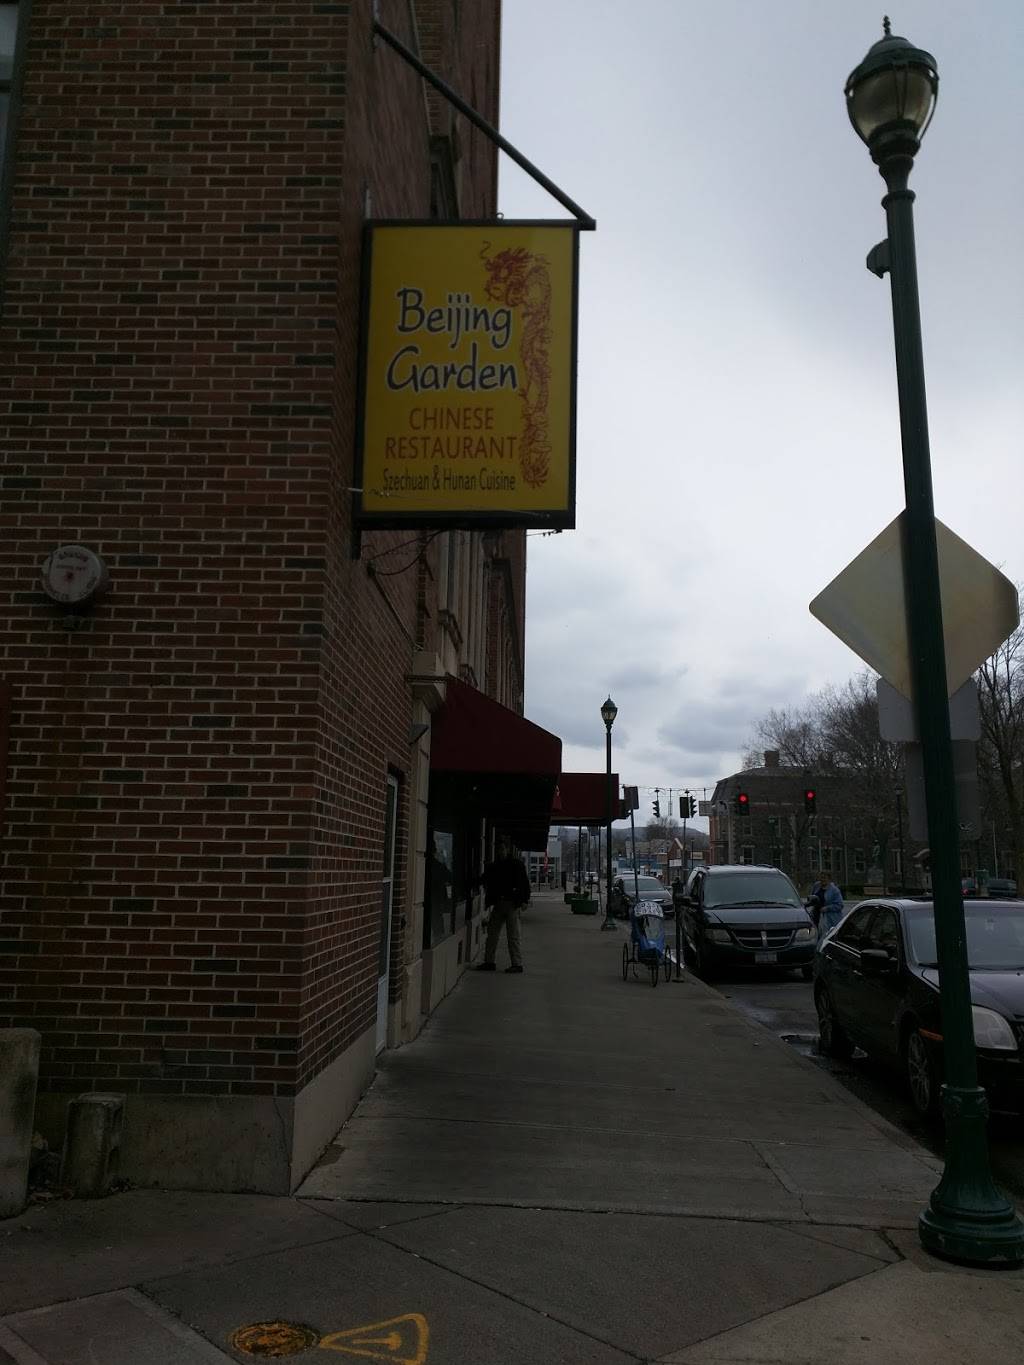 Beijing
Garden
CHINESE
RESTAURANT
Szechuan & Hunan Cuisine